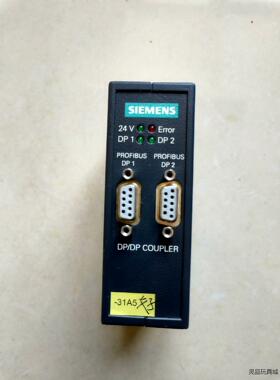 SIEMENS
24 V Error
DP 1 DP 2
PROFIBUS PROFIBUS
DP 1 DP 2
DP/DP COUPLER
-31A5
灵品玩具城